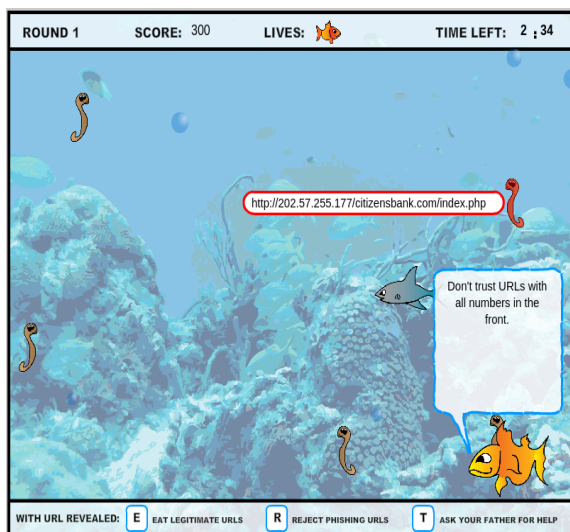 ROUND 1 SCORE: 300 LIVES: TIME LEFT: 2 : 34
http://202.57.255.177/citizensbank.com/index.php
Don't trust URLs with
all numbers in the
front.
WITH URL REVEALED: E EAT LEGITIMATE URLS R REJECT PHISHING URLS T ASK YOUR FATHER FOR HELP